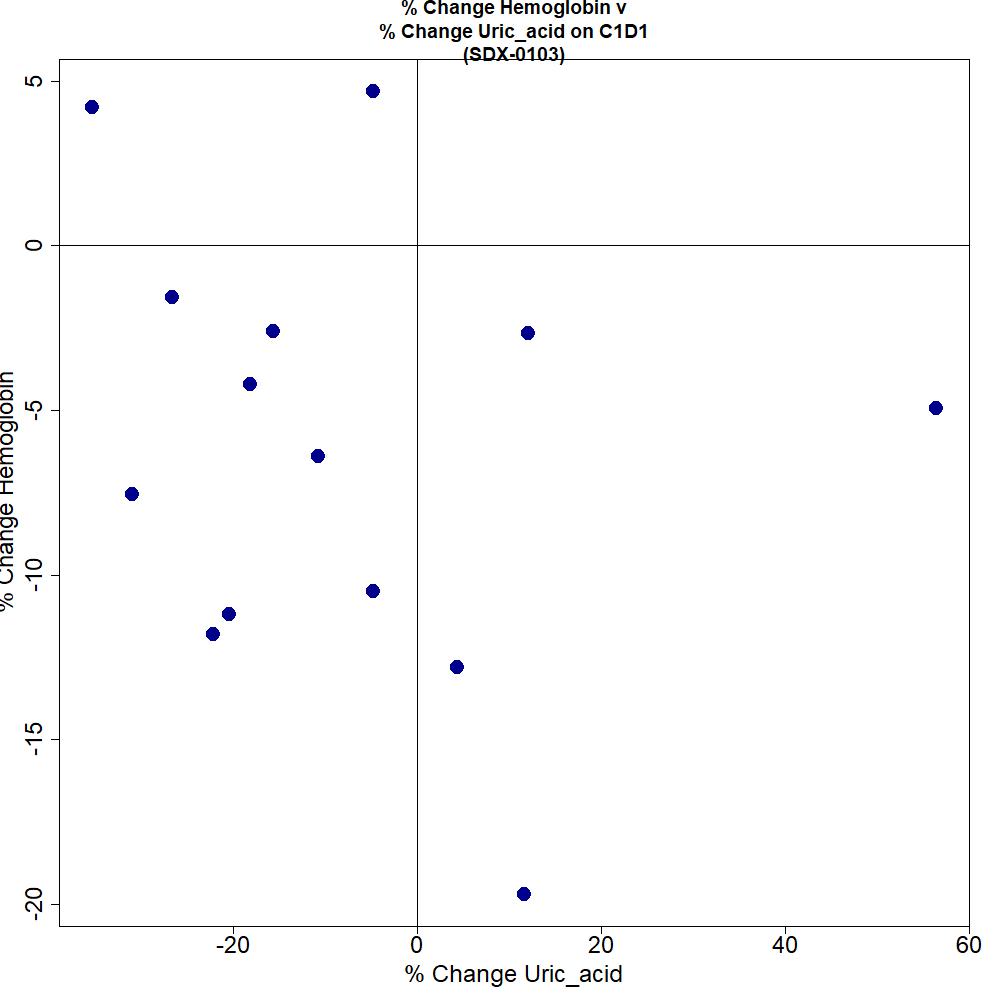 % Change Hemoglobin v
% Change Uric_acid on C1D1
(SDX-0103)
% Change Hemoglobin
5
0
-5
-10
-15
-20
-20
0
20
40
60
% Change Uric_acid